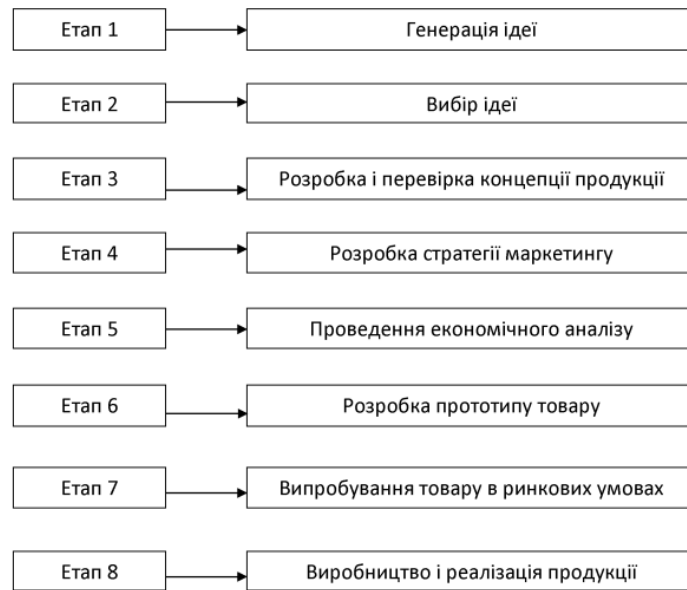 Етап 1 Генерація ідеї
Етап 2 Вибір ідеї
Етап 3 Розробка і перевірка концепції продукції
Етап 4 Розробка стратегії маркетингу
Етап 5 Проведення економічного аналізу
Етап 6 Розробка прототипу товару
Етап 7 Випробування товару в ринкових умовах
Етап 8 Виробництво і реалізація продукції